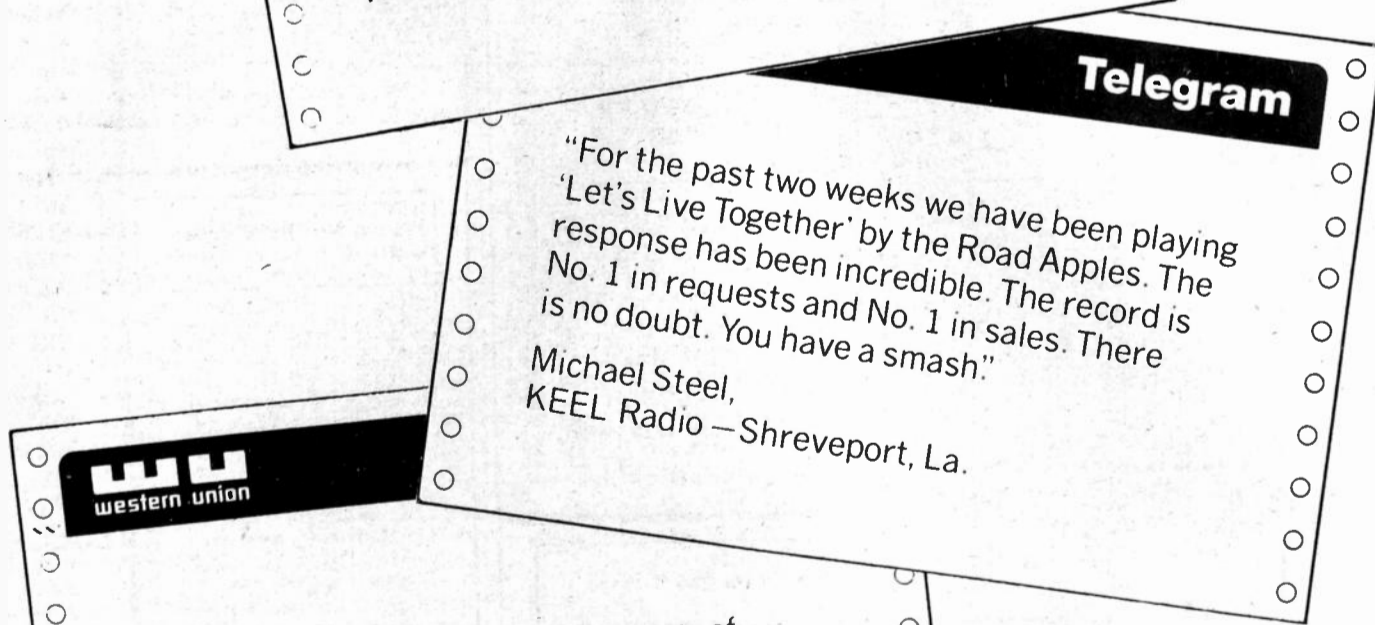 Telegram
“For the past two weeks we have been playing
‘Let’s Live Together’ by the Road Apples. The
response has been incredible. The record is
No. 1 in requests and No. 1 in sales. There
is no doubt. You have a smash.”
Michael Steel,
KEEL Radio — Shreveport, La.
wu
western union